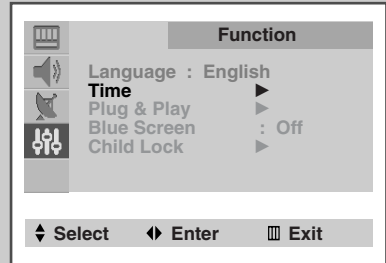 Function
Language : English
Time ▶
Plug & Play ▶
Blue Screen : Off
Child Lock ▶
Select Enter Exit